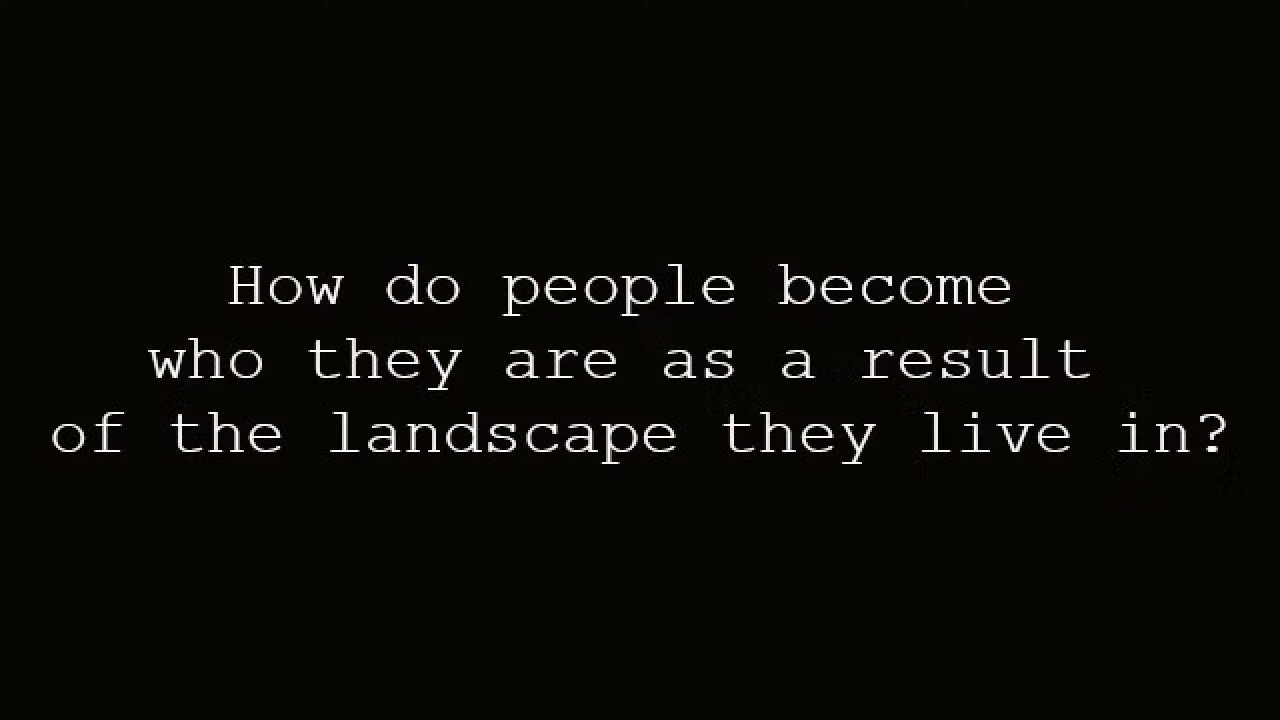 How do people become
who they are as a result
of the landscape they live in?